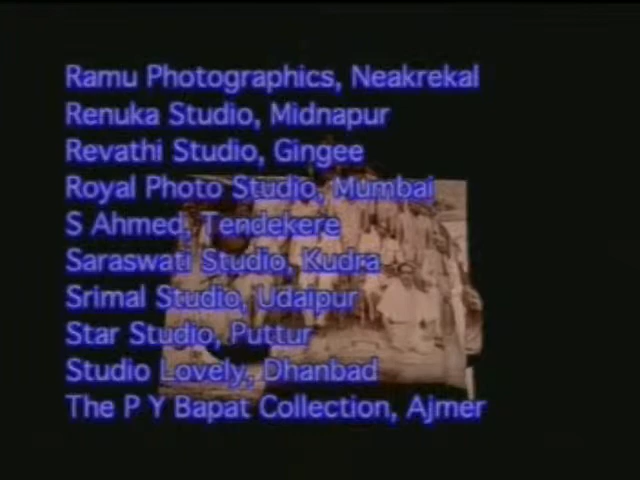 Ramu Photographics, Neakrekal
Renuka Studio, Midnapur
Revathi Studio, Gingee
Royal Photo Studio, Mumbai
S Ahmed, Tendekere
Saraswati Studio, Kudra
Srimal Studio, Udaipur
Star Studio, Puttur
Studio Lovely, Dhanbad
The P Y Bapat Collection, Ajmer